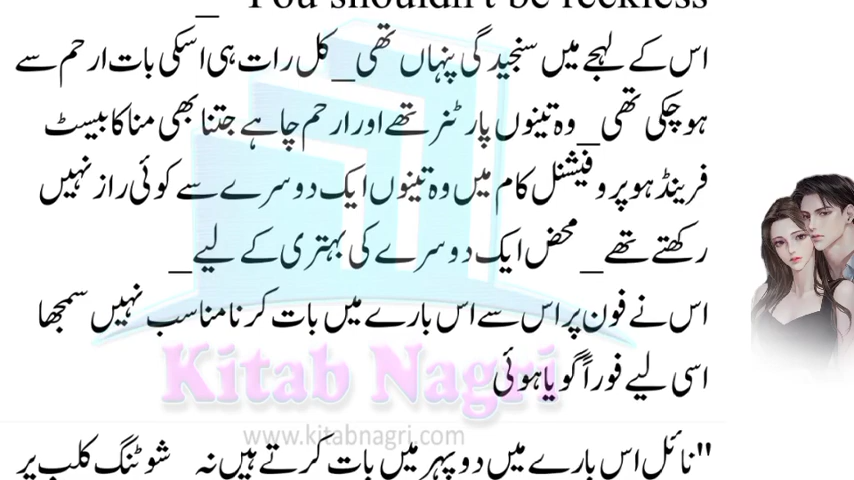 _ "You shouldn't be reckless
اس کے لہجے میں سنجیدگی پنہاں تھی_ کل رات ہی اسکی بات ارحم سے
ہو چکی تھی_ وہ تینوں پارٹنر تھے اور ارحم چاہے جتنا بھی منا کا بیسٹ
فرینڈ ہو پروفیشنل کام میں وہ تینوں ایک دوسرے سے کوئی راز نہیں
رکھتے تھے_ محض ایک دوسرے کی بہتری کے لیے_
اس نے فون پر اس سے اس بارے میں بات کرنا مناسب نہیں سمجھا
اسی لیے فوراً گویا ہوئی
Kitab Nagri
www.kitabnagri.com
"نائل اس بارے میں دوپہر میں بات کرتے ہیں نہ شوٹنگ کلب پر